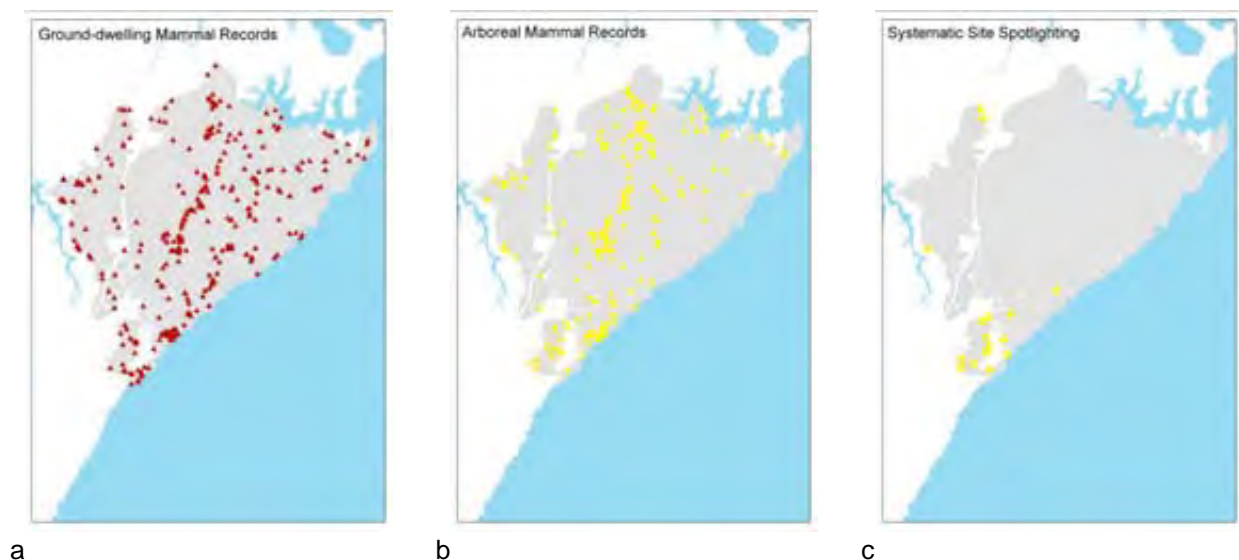 Ground-dwelling Mammal Records
Arboreal Mammal Records
Systematic Site Spotlighting
a
b
c